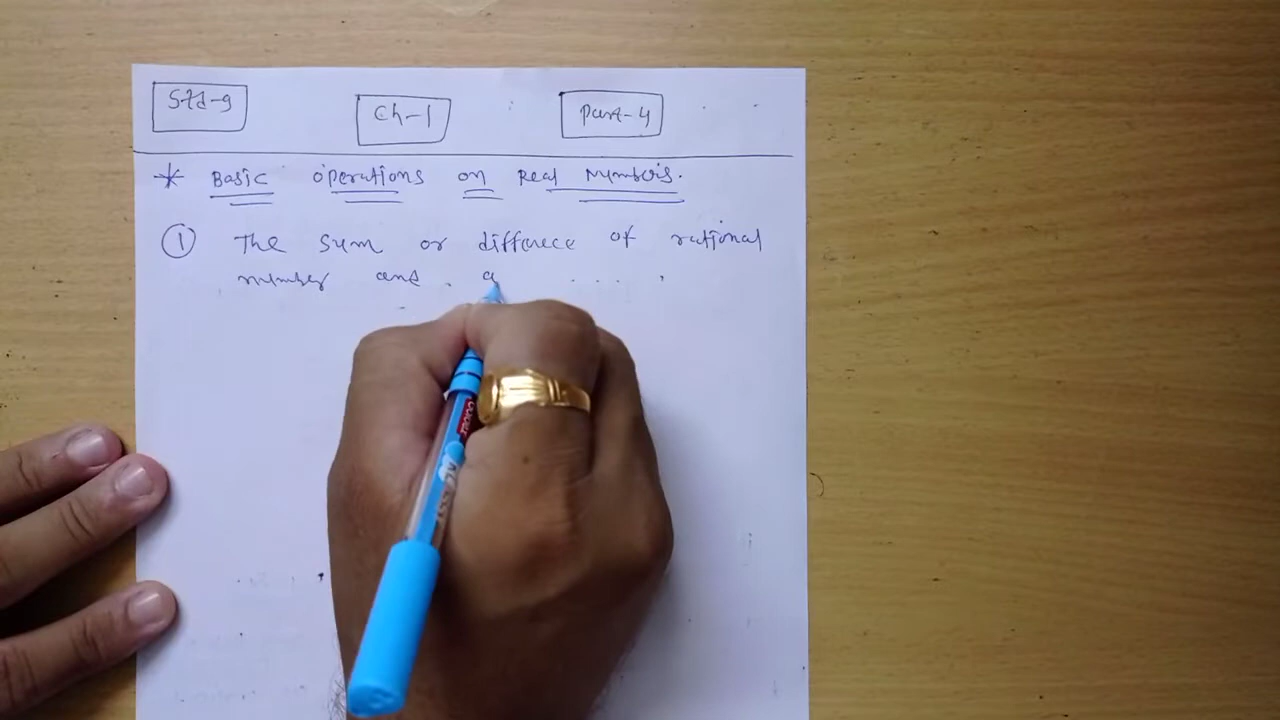 Std-9
Ch-1
Part-4
* Basic operations on Real Numbers.
① The sum or differece of rational
number and a